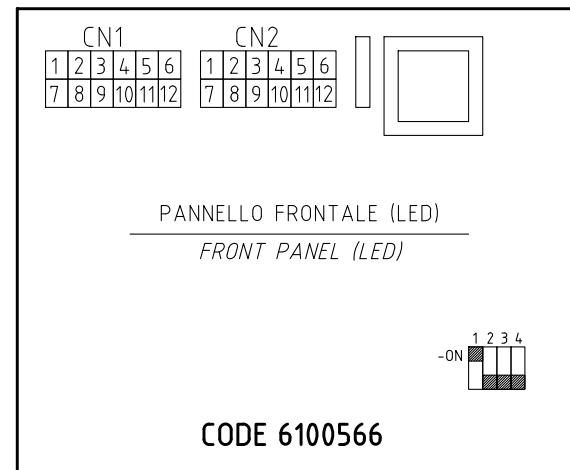 CN1 CN2
1 2 3 4 5 6 1 2 3 4 5 6
7 8 9 10 11 12 7 8 9 10 11 12
PANNELLO FRONTALE (LED)
FRONT PANEL (LED)
1 2 3 4
-ON
CODE 6100566